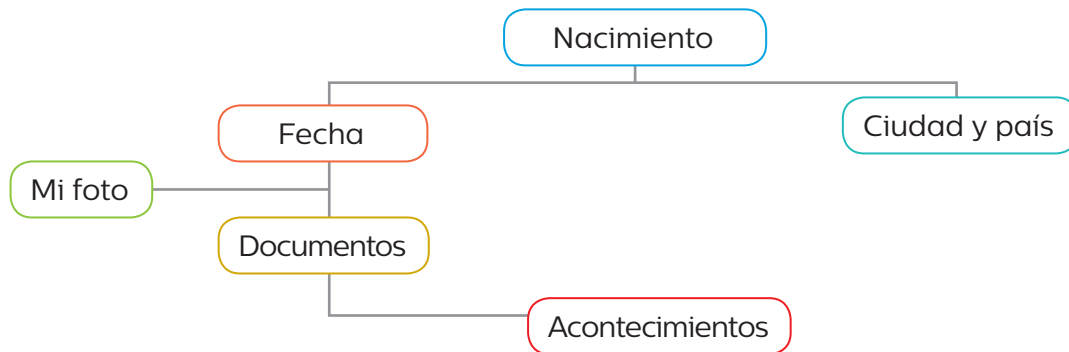 Nacimiento
Fecha
Ciudad y país
Mi foto
Documentos
Acontecimientos